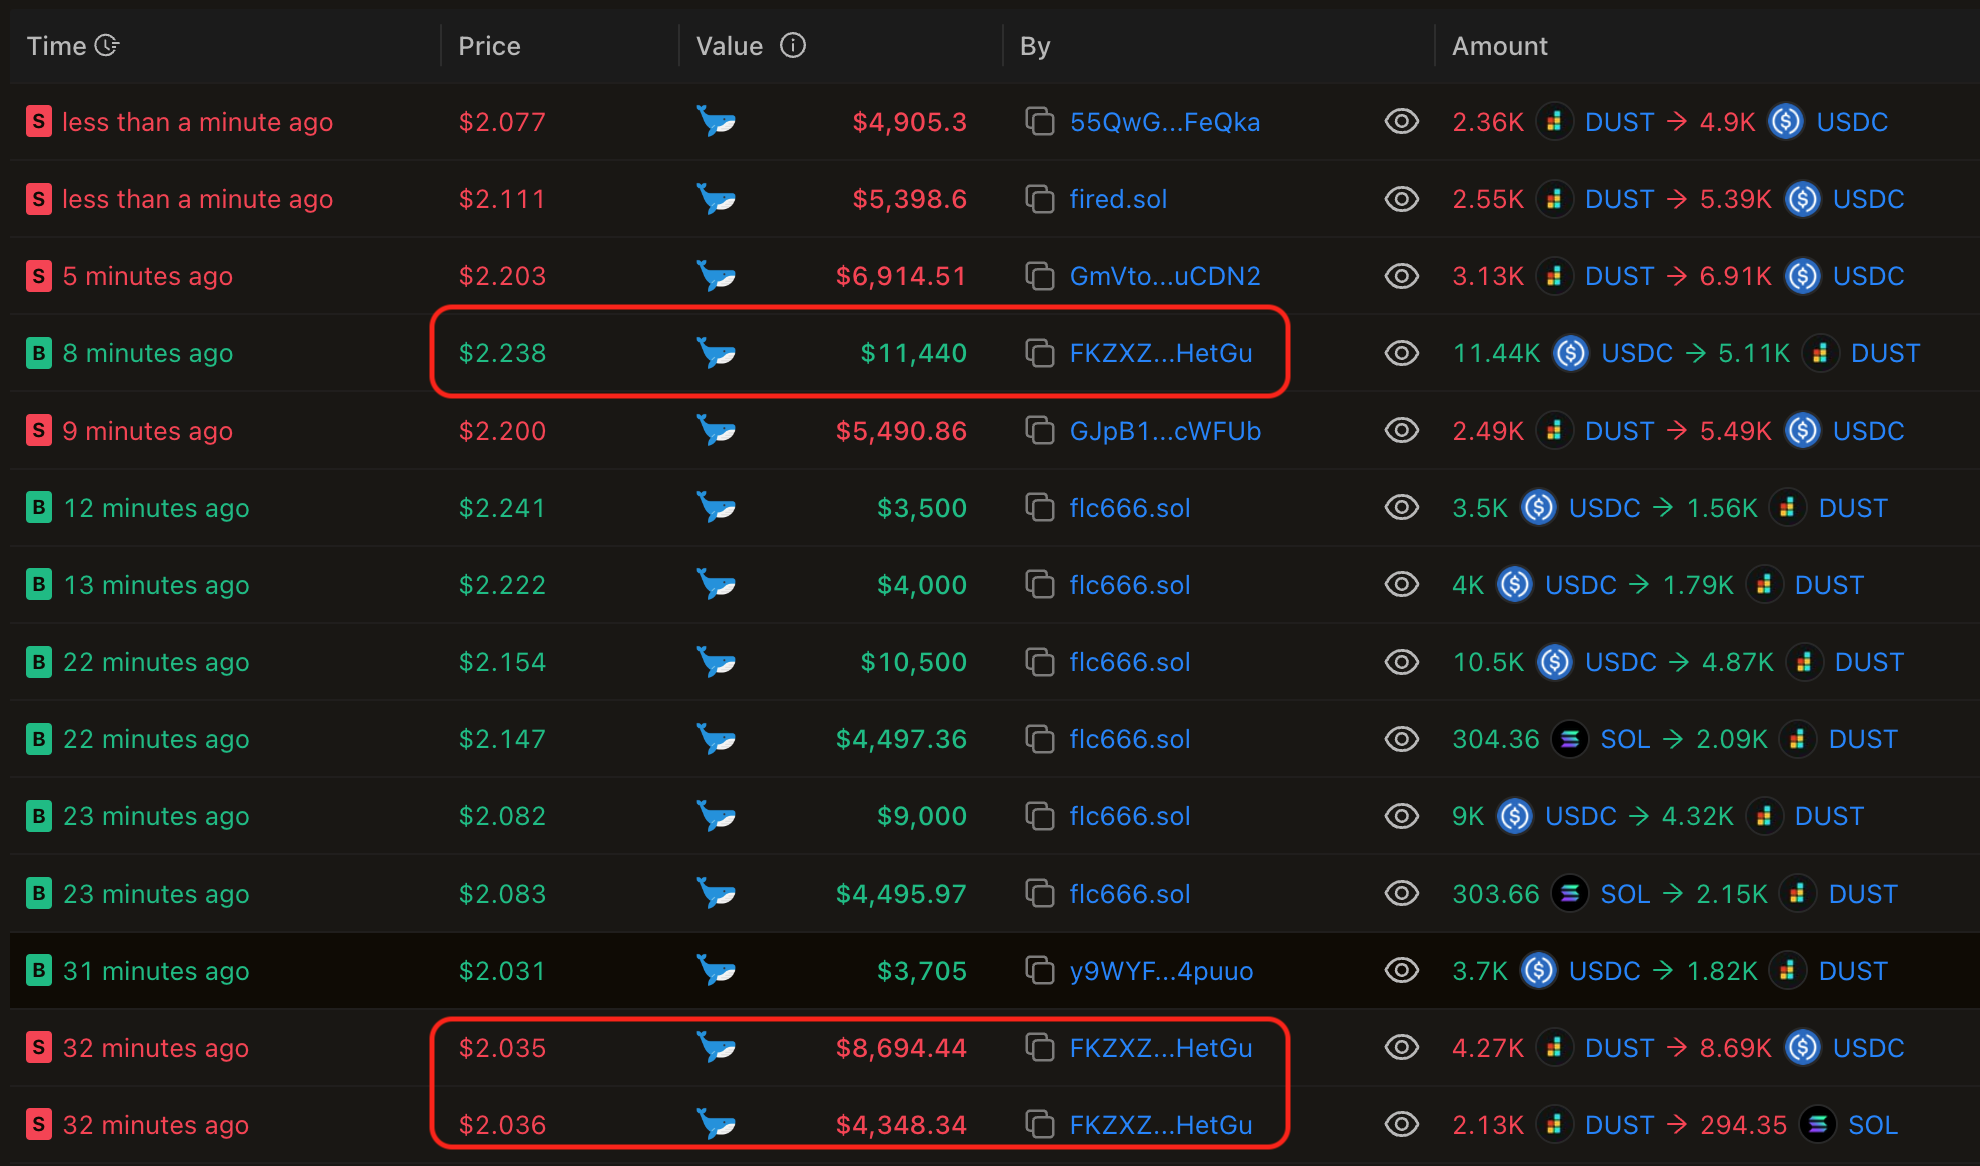 Time Price Value By Amount
S less than a minute ago $2.077 $4,905.3 55QwG...FeQka 2.36K DUST → 4.9K USDC
S less than a minute ago $2.111 $5,398.6 fired.sol 2.55K DUST → 5.39K USDC
S 5 minutes ago $2.203 $6,914.51 GmVto...uCDN2 3.13K DUST → 6.91K USDC
B 8 minutes ago $2.238 $11,440 FKZXZ...HetGu 11.44K USDC → 5.11K DUST
S 9 minutes ago $2.200 $5,490.86 GJpB1...cWFUb 2.49K DUST → 5.49K USDC
B 12 minutes ago $2.241 $3,500 flc666.sol 3.5K USDC → 1.56K DUST
B 13 minutes ago $2.222 $4,000 flc666.sol 4K USDC → 1.79K DUST
B 22 minutes ago $2.154 $10,500 flc666.sol 10.5K USDC → 4.87K DUST
B 22 minutes ago $2.147 $4,497.36 flc666.sol 304.36 SOL → 2.09K DUST
B 23 minutes ago $2.082 $9,000 flc666.sol 9K USDC → 4.32K DUST
B 23 minutes ago $2.083 $4,495.97 flc666.sol 303.66 SOL → 2.15K DUST
B 31 minutes ago $2.031 $3,705 y9WYF...4puuo 3.7K USDC → 1.82K DUST
S 32 minutes ago $2.035 $8,694.44 FKZXZ...HetGu 4.27K DUST → 8.69K USDC
S 32 minutes ago $2.036 $4,348.34 FKZXZ...HetGu 2.13K DUST → 294.35 SOL